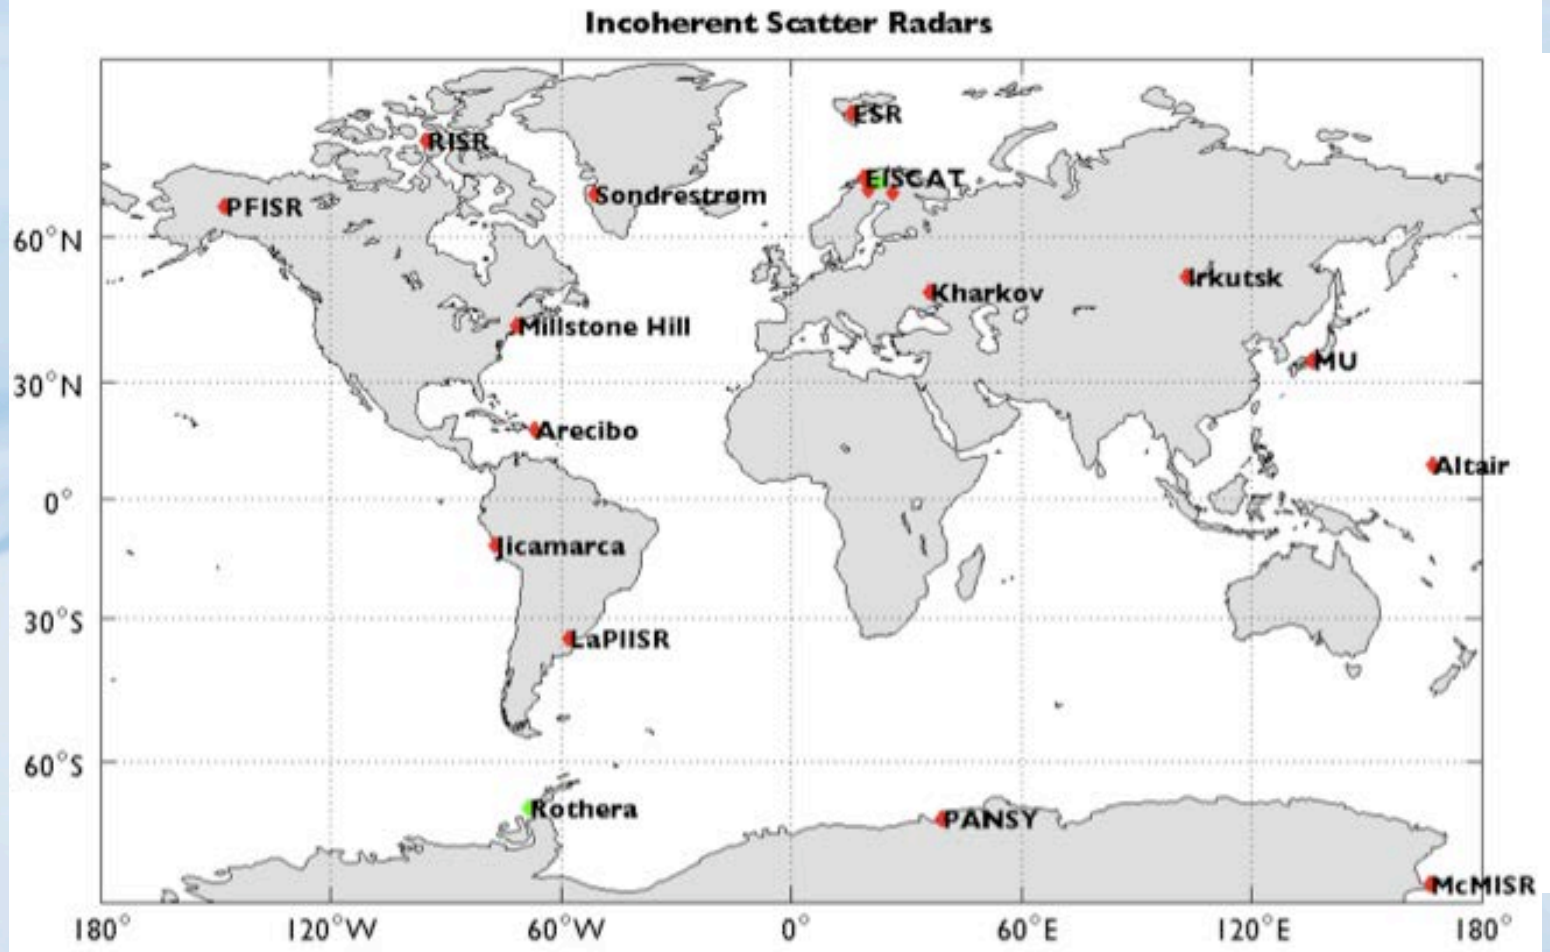 Incoherent Scatter Radars
ESR
RISR
EISCAT
Sondrestrøm
PFISR
60°N
Irkutsk
Kharkov
Millstone Hill
MU
30°N
Arecibo
Altair
0°
Jicamarca
30°S
LaPIISR
60°S
Rothera
PANSY
McMISR
180° 120°W 60°W 0° 60°E 120°E 180°